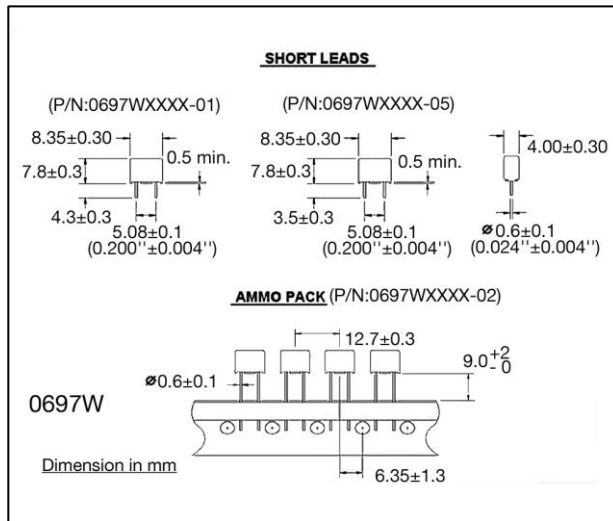 SHORT LEADS
(P/N:0697WXXXX-01)
8.35±0.30
7.8±0.3
0.5 min.
4.3±0.3
5.08±0.1
(0.200''±0.004'')
(P/N:0697WXXXX-05)
8.35±0.30
7.8±0.3
0.5 min.
3.5±0.3
5.08±0.1
(0.200''±0.004'')
4.00±0.30
ø0.6±0.1
(0.024''±0.004'')
AMMO PACK (P/N:0697WXXXX-02)
12.7±0.3
ø0.6±0.1
9.0+2
- 0
0697W
6.35±1.3
Dimension in mm